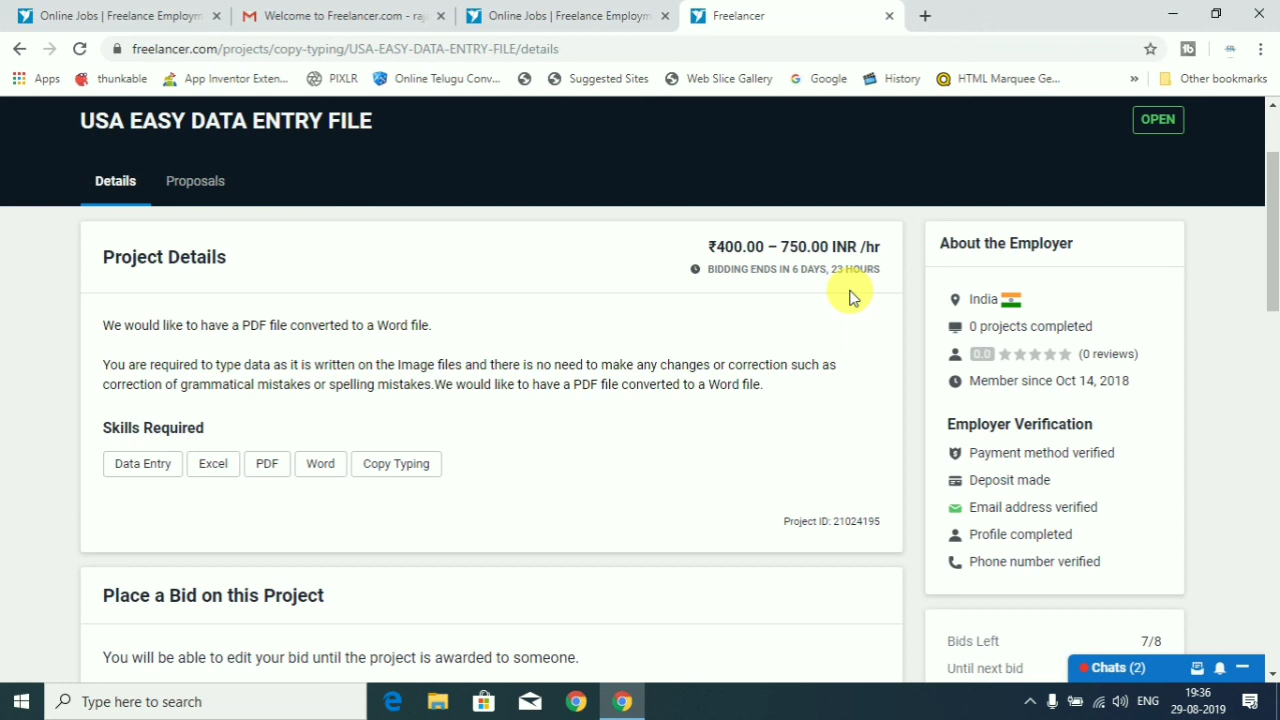 Online Jobs | Freelance Employm
Welcome to Freelancer.com - raj
Online Jobs | Freelance Employm
Freelancer
freelancer.com/projects/copy-typing/USA-EASY-DATA-ENTRY-FILE/details
Apps thunkable App Inventor Exten... PIXLR Online Telugu Conv... Suggested Sites Web Slice Gallery Google History HTML Marquee Ge... » Other bookmarks
USA EASY DATA ENTRY FILE
OPEN
Details Proposals
Project Details
₹400.00 – 750.00 INR /hr
BIDDING ENDS IN 6 DAYS, 23 HOURS
We would like to have a PDF file converted to a Word file.
You are required to type data as it is written on the Image files and there is no need to make any changes or correction such as
correction of grammatical mistakes or spelling mistakes.We would like to have a PDF file converted to a Word file.
Skills Required
Data Entry Excel PDF Word Copy Typing
Project ID: 21024195
Place a Bid on this Project
You will be able to edit your bid until the project is awarded to someone.
About the Employer
India
0 projects completed
0.0 (0 reviews)
Member since Oct 14, 2018
Employer Verification
Payment method verified
Deposit made
Email address verified
Profile completed
Phone number verified
Bids Left 7/8
Until next bid
Chats (2)
Type here to search
ENG
19:36
29-08-2019